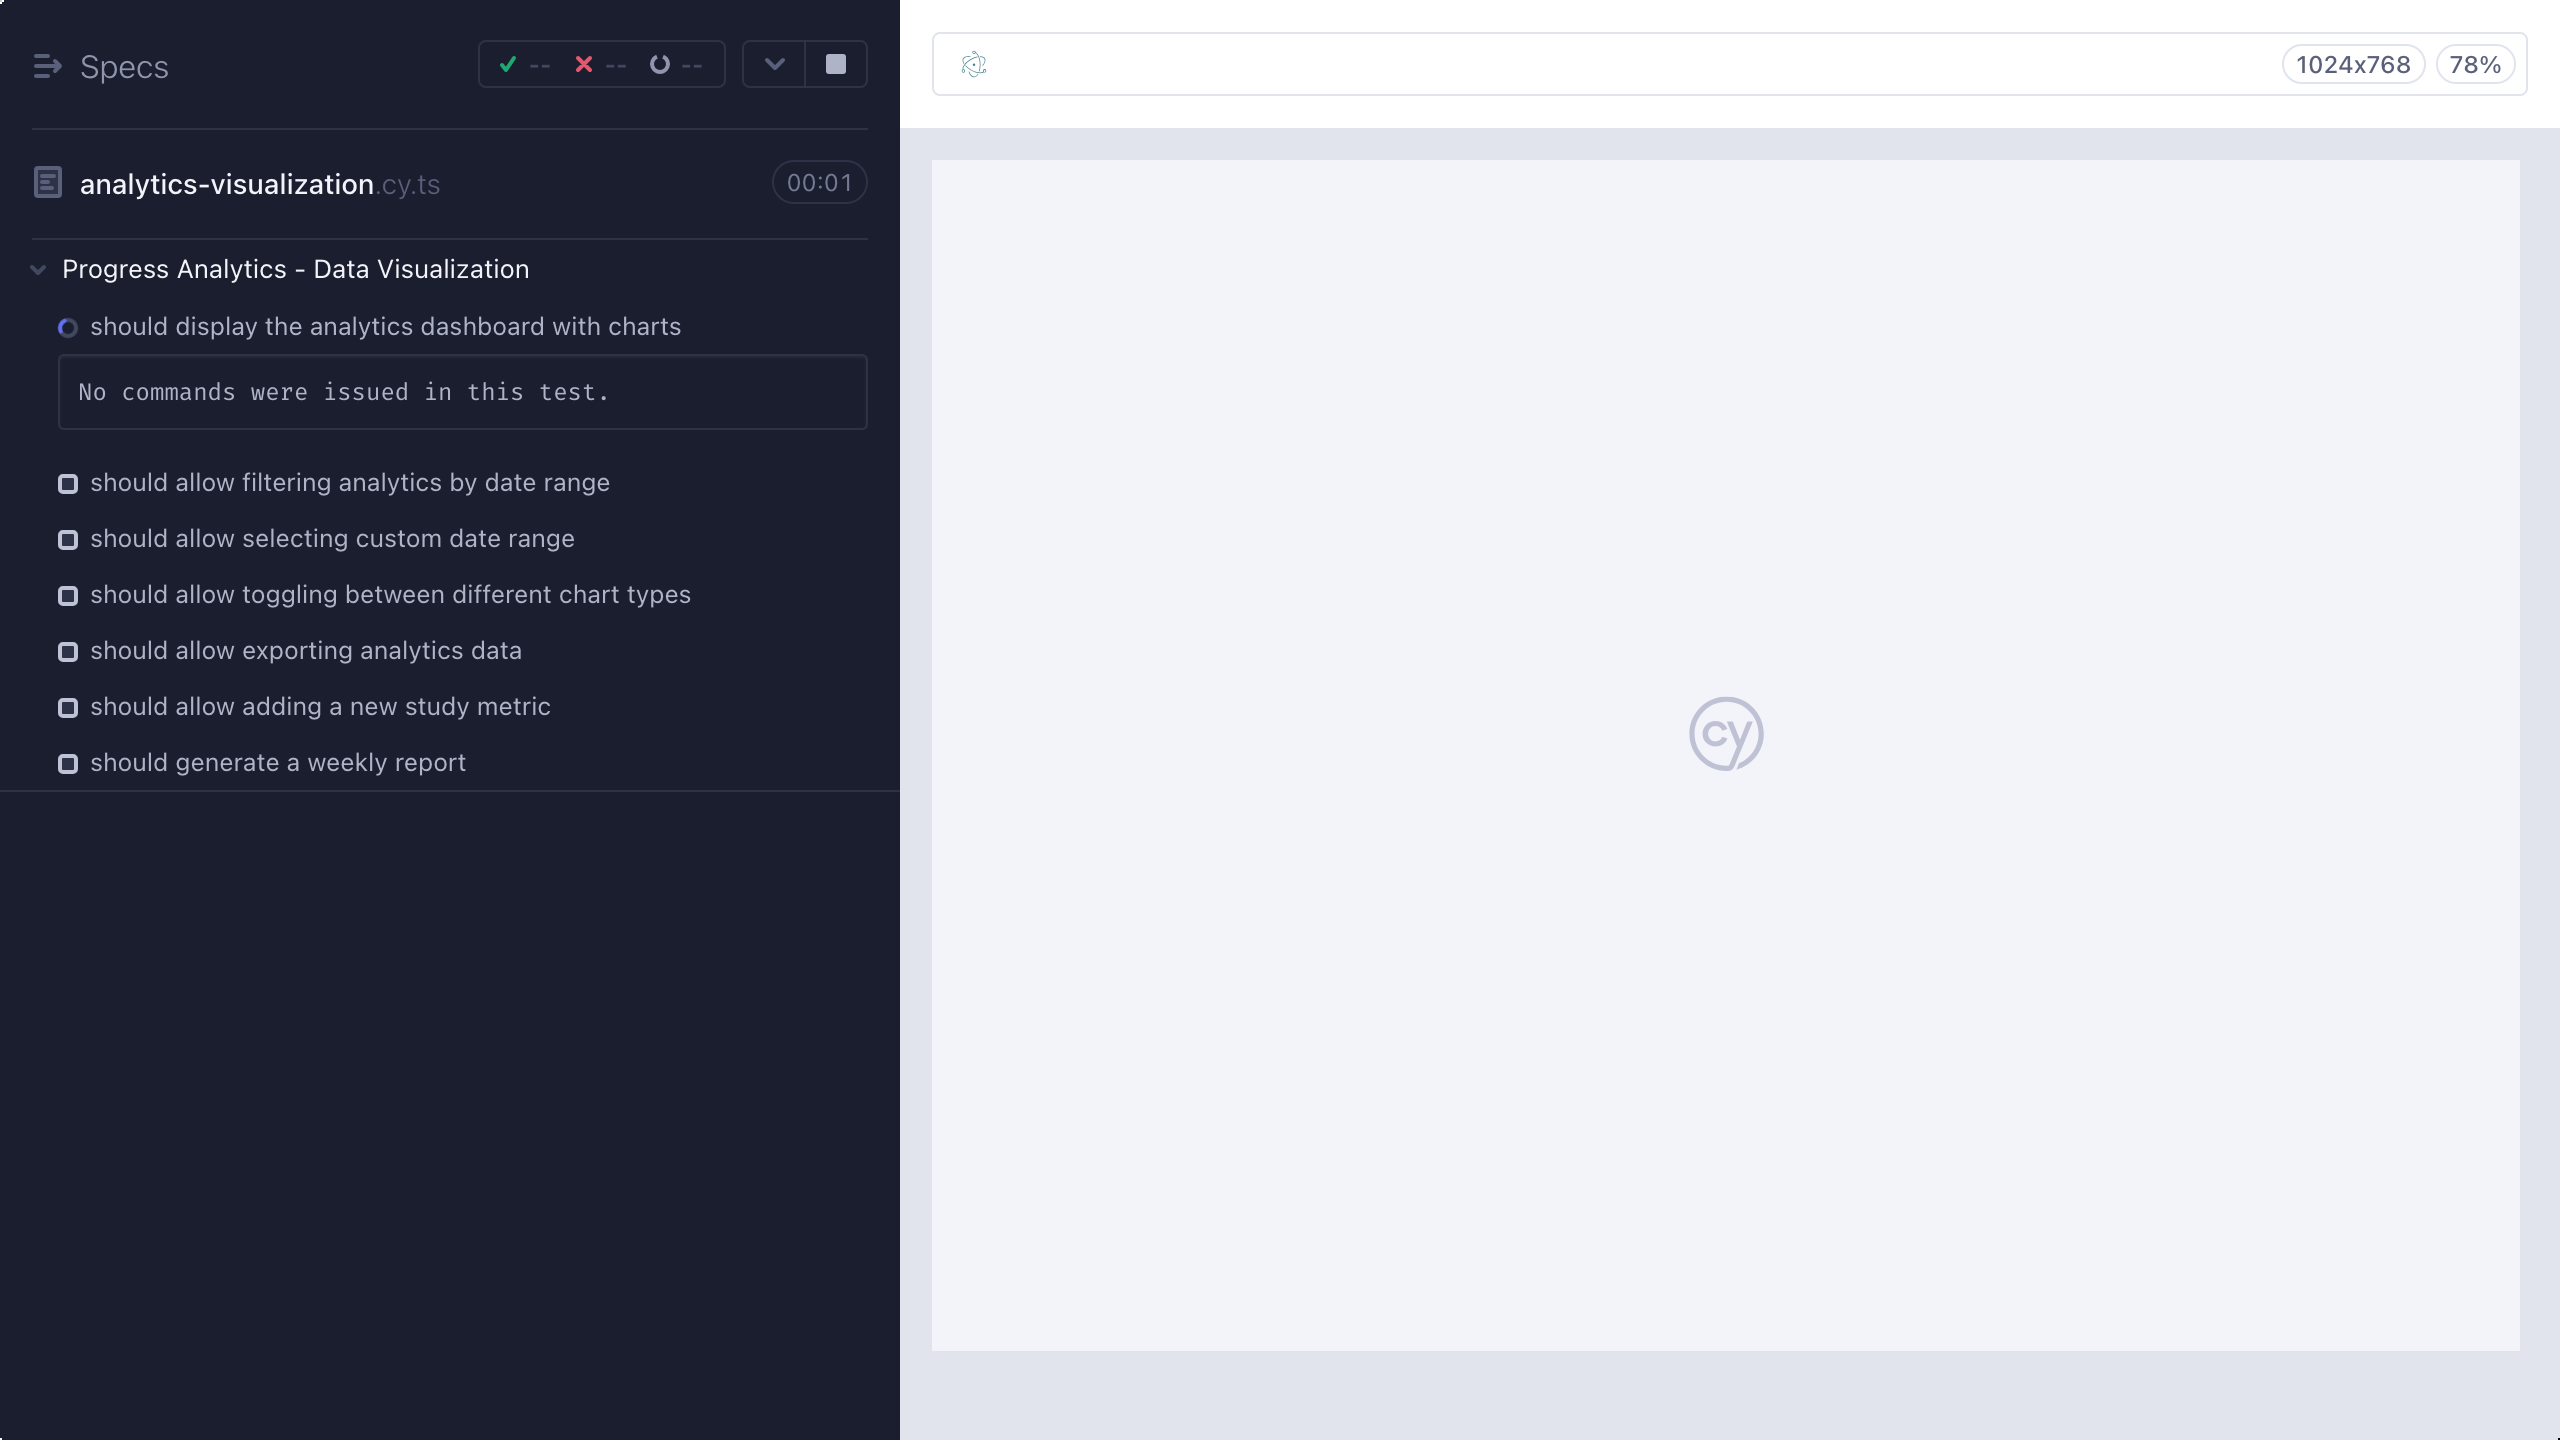 Specs
--
--
--
analytics-visualization.cy.ts
00:01
Progress Analytics - Data Visualization
should display the analytics dashboard with charts
No commands were issued in this test.
should allow filtering analytics by date range
should allow selecting custom date range
should allow toggling between different chart types
should allow exporting analytics data
should allow adding a new study metric
should generate a weekly report
1024x768
78%
cy